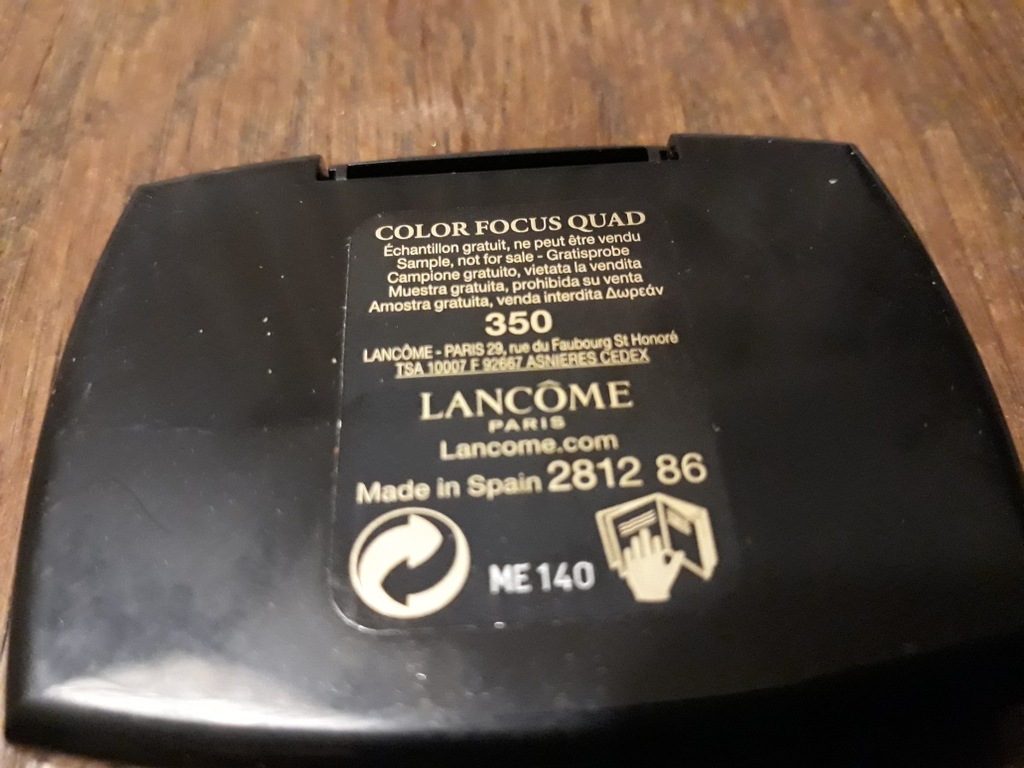 COLOR FOCUS QUAD
Échantillon gratuit, ne peut être vendu
Sample, not for sale - Gratisprobe
Campione gratuito, vietata la vendita
Muestra gratuita, prohibida su venta
Amostra gratuita, venda interdita Δωρεάν
350
LANCÔME - PARIS 29, rue du Faubourg St Honoré
TSA 10007 F 92667 ASNIERES CEDEX
LANCÔME
PARIS
Lancome.com
Made in Spain 2812 86
ME 140